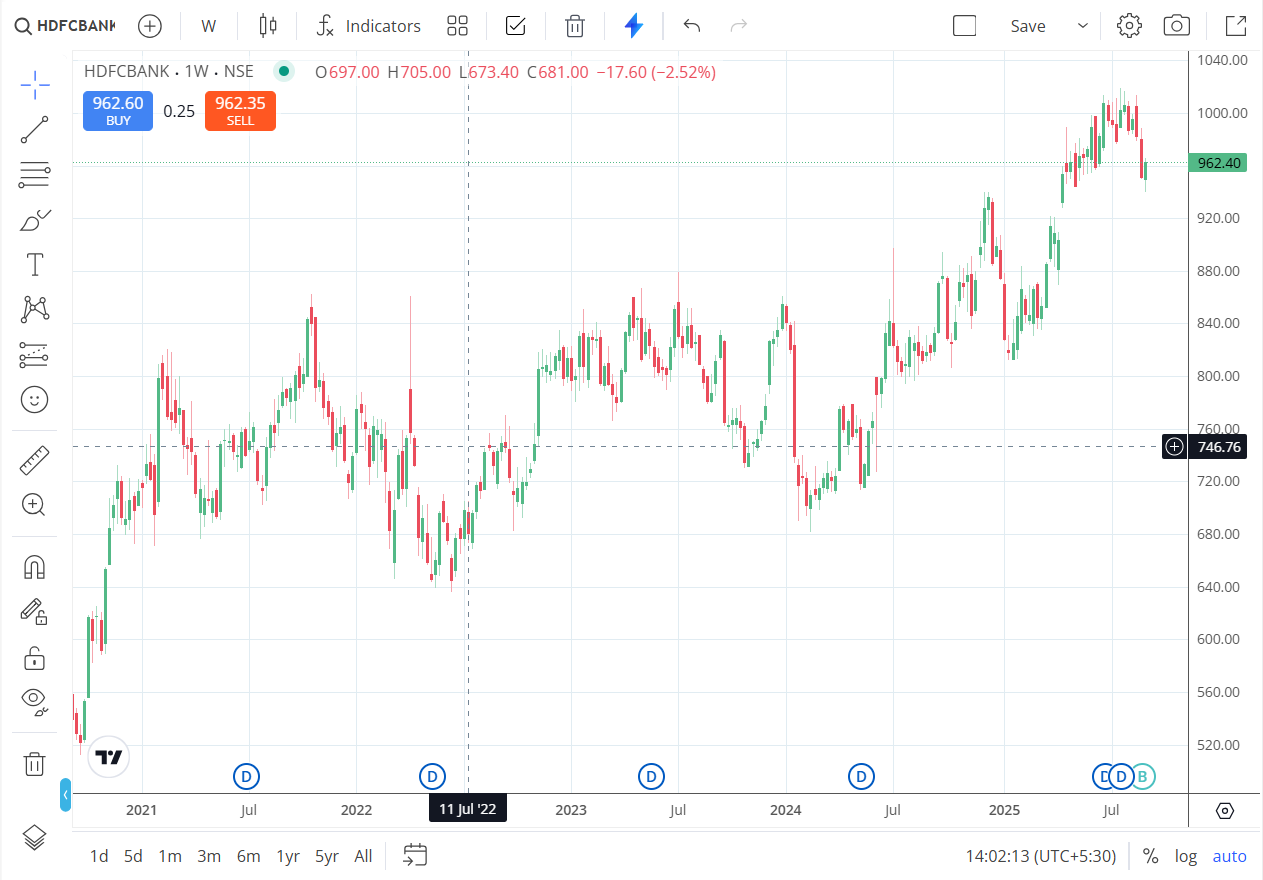 HDFCBANK W Indicators Save
HDFCBANK · 1W · NSE O697.00 H705.00 L673.40 C681.00 −17.60 (−2.52%)
962.60 BUY
0.25
962.35 SELL
1040.00
1000.00
962.40
920.00
880.00
840.00
800.00
760.00
746.76
720.00
680.00
640.00
600.00
560.00
520.00
D D D D D D B
2021 Jul 2022 11 Jul '22 2023 Jul 2024 Jul 2025 Jul
1d 5d 1m 3m 6m 1yr 5yr All 14:02:13 (UTC+5:30) % log auto